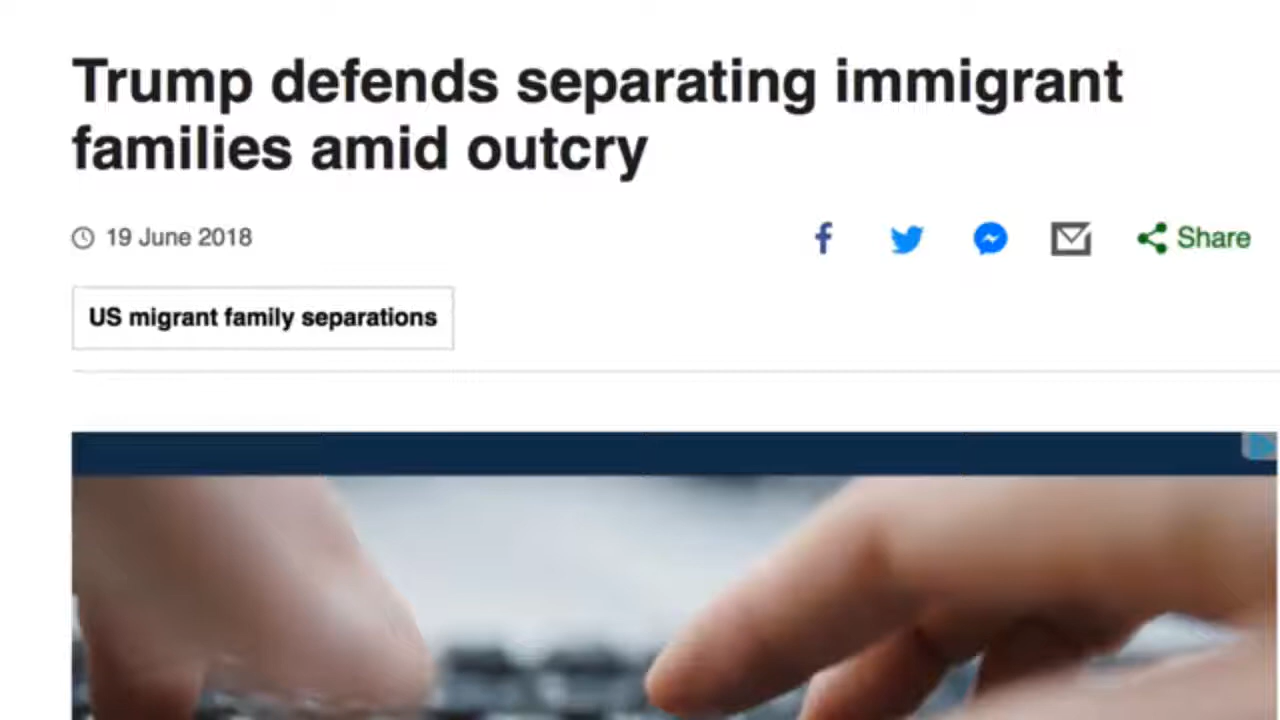 Trump defends separating immigrant
families amid outcry
19 June 2018
Share
US migrant family separations